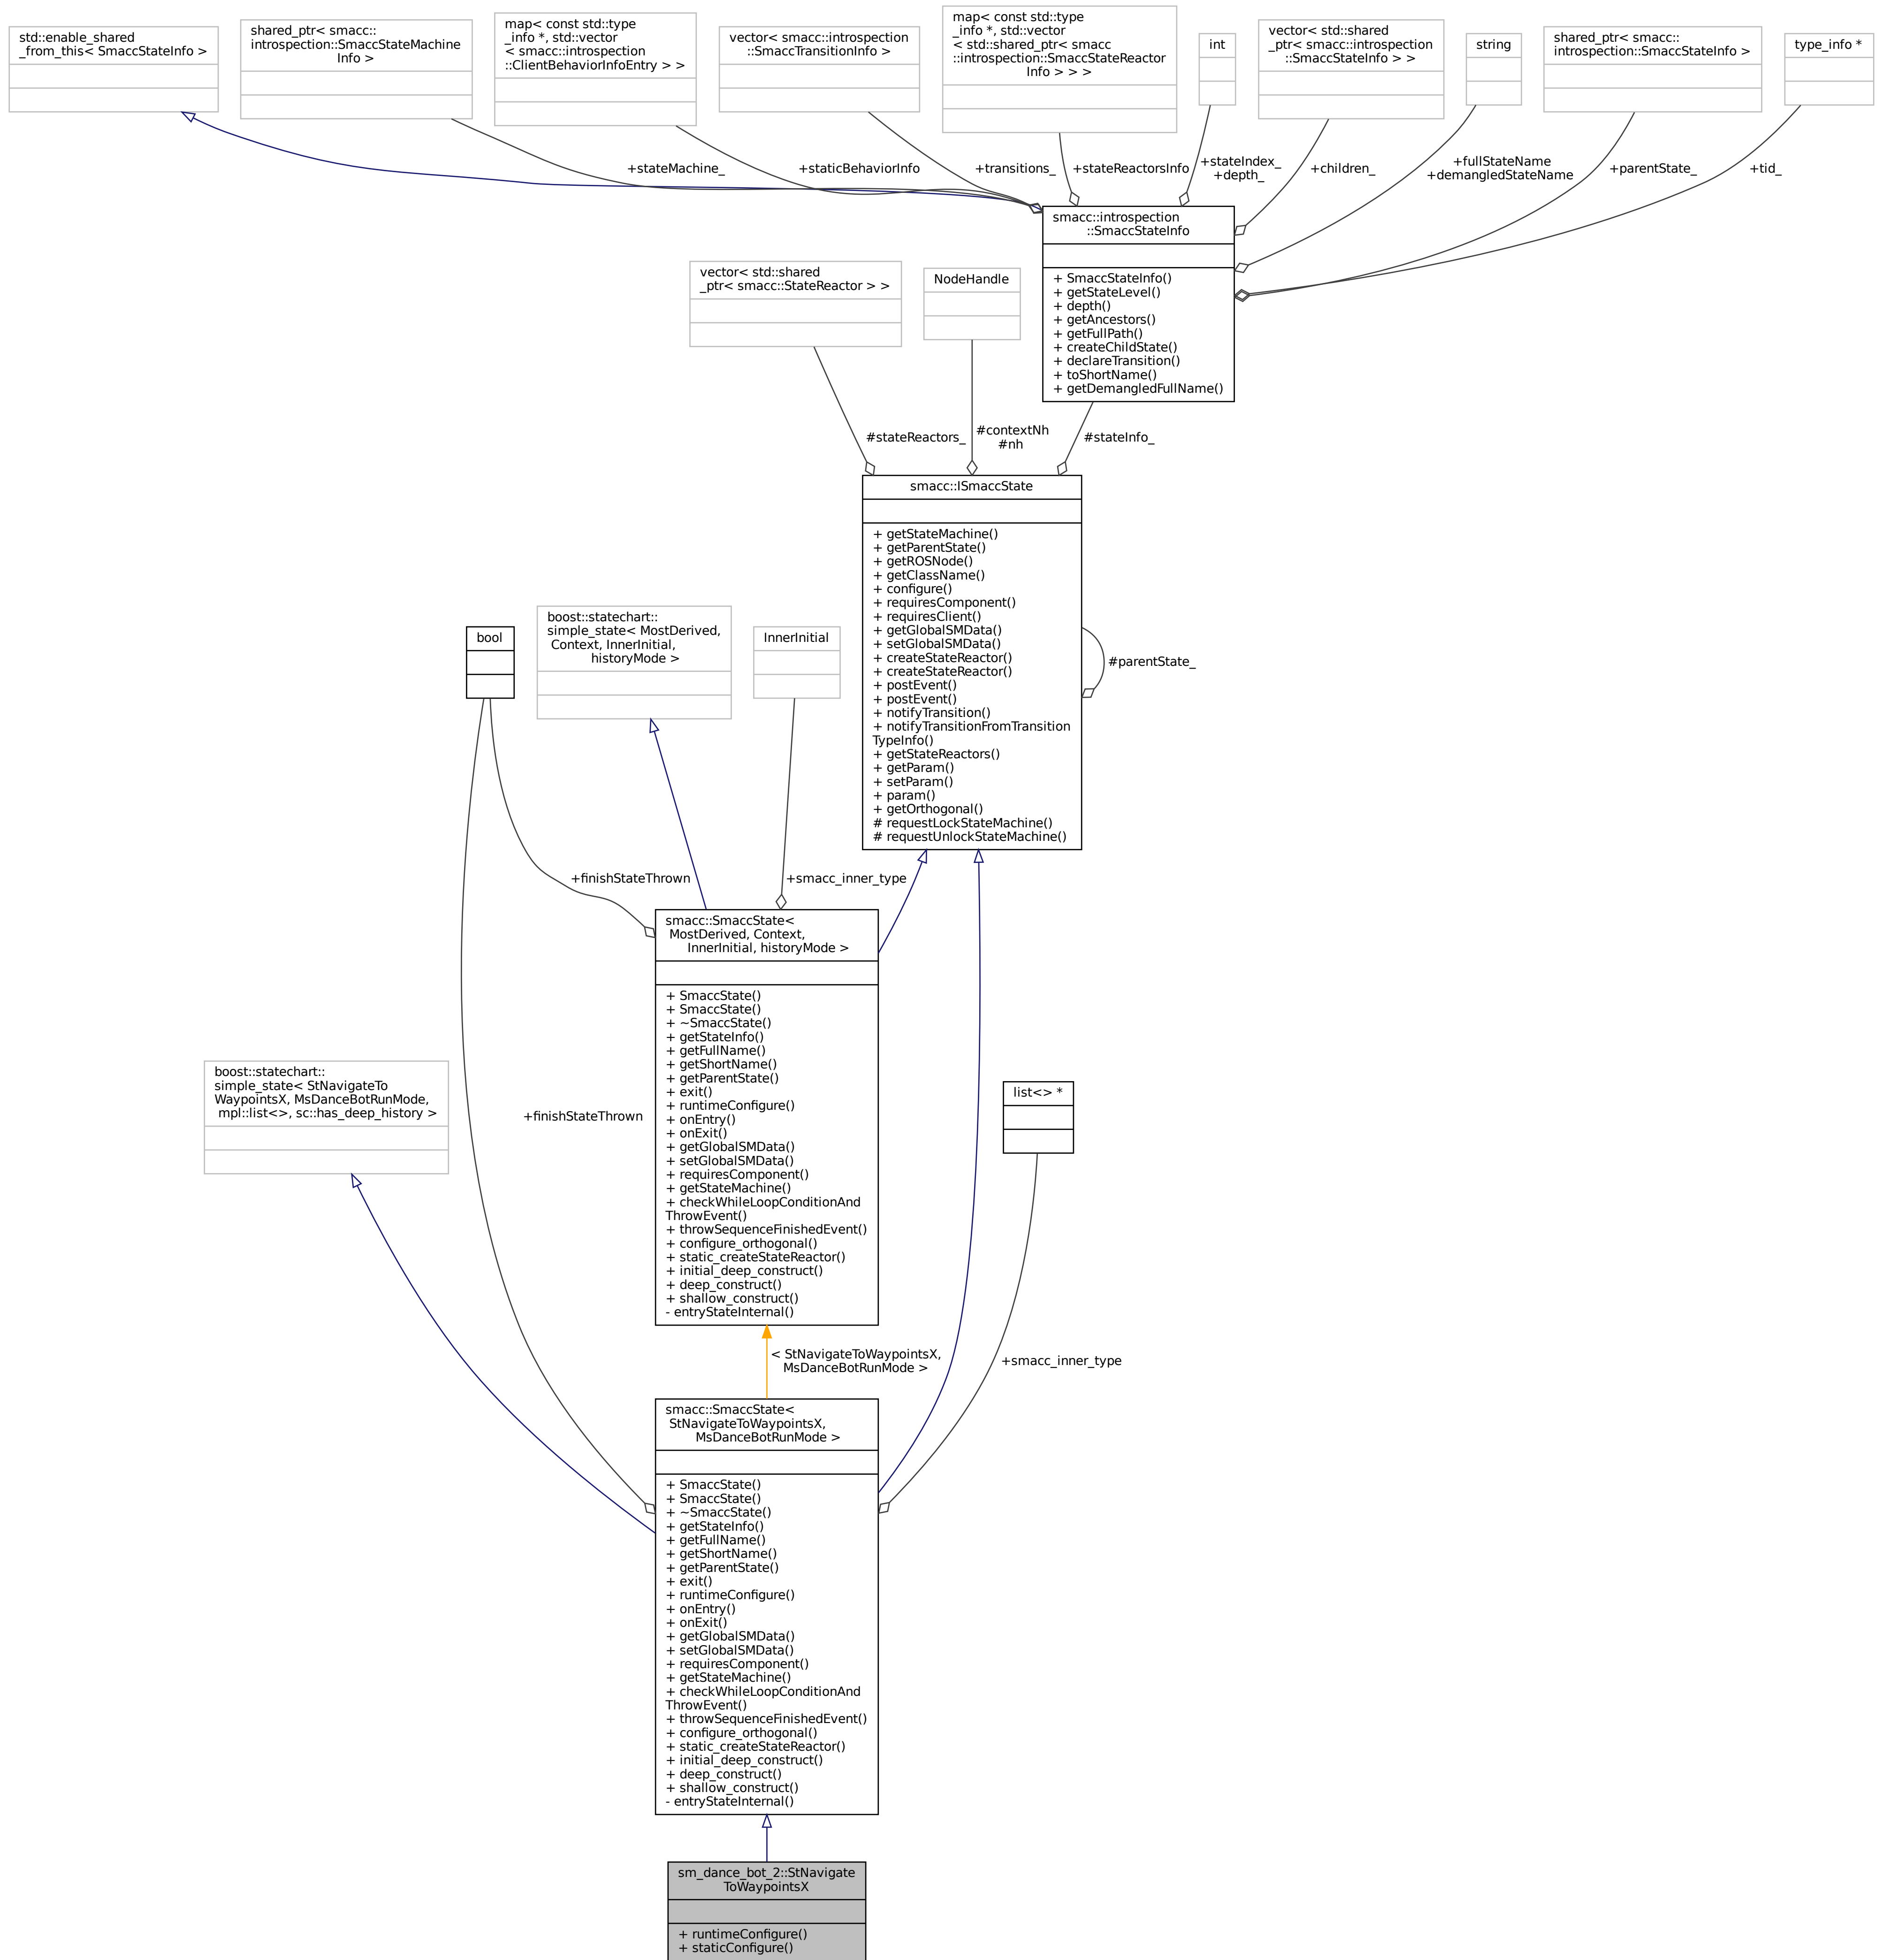 std::enable_shared
_from_this< SmaccStateInfo >
shared_ptr< smacc::
introspection::SmaccStateMachine
Info >
map< const std::type
_info *, std::vector
< smacc::introspection
::ClientBehaviorInfoEntry > >
vector< smacc::introspection
::SmaccTransitionInfo >
map< const std::type
_info *, std::vector
< std::shared_ptr< smacc
::introspection::SmaccStateReactor
Info > > >
int
vector< std::shared
_ptr< smacc::introspection
::SmaccStateInfo > >
string
shared_ptr< smacc::
introspection::SmaccStateInfo >
type_info *
+stateMachine_
+staticBehaviorInfo
+transitions_
+stateReactorsInfo
+stateIndex_
+depth_
+children_
+fullStateName
+demangledStateName
+parentState_
+tid_
smacc::introspection
::SmaccStateInfo
+ SmaccStateInfo()
+ getStateLevel()
+ depth()
+ getAncestors()
+ getFullPath()
+ createChildState()
+ declareTransition()
+ toShortName()
+ getDemangledFullName()
vector< std::shared
_ptr< smacc::StateReactor > >
NodeHandle
#stateReactors_
#contextNh
#nh
#stateInfo_
smacc::ISmaccState
+ getStateMachine()
+ getParentState()
+ getROSNode()
+ getClassName()
+ configure()
+ requiresComponent()
+ requiresClient()
+ getGlobalSMData()
+ setGlobalSMData()
+ createStateReactor()
+ createStateReactor()
+ postEvent()
+ postEvent()
+ notifyTransition()
+ notifyTransitionFromTransition
TypeInfo()
+ getStateReactors()
+ getParam()
+ setParam()
+ param()
+ getOrthogonal()
# requestLockStateMachine()
# requestUnlockStateMachine()
#parentState_
bool
boost::statechart::
simple_state< MostDerived,
Context, InnerInitial,
historyMode >
InnerInitial
+finishStateThrown
+smacc_inner_type
smacc::SmaccState<
MostDerived, Context,
InnerInitial, historyMode >
+ SmaccState()
+ SmaccState()
+ ~SmaccState()
+ getStateInfo()
+ getFullName()
+ getShortName()
+ getParentState()
+ exit()
+ runtimeConfigure()
+ onEntry()
+ onExit()
+ getGlobalSMData()
+ setGlobalSMData()
+ requiresComponent()
+ getStateMachine()
+ checkWhileLoopConditionAnd
ThrowEvent()
+ throwSequenceFinishedEvent()
+ configure_orthogonal()
+ static_createStateReactor()
+ initial_deep_construct()
+ deep_construct()
+ shallow_construct()
- entryStateInternal()
boost::statechart::
simple_state< StNavigateTo
WaypointsX, MsDanceBotRunMode,
mpl::list<>, sc::has_deep_history >
+finishStateThrown
list<> *
< StNavigateToWaypointsX,
MsDanceBotRunMode >
+smacc_inner_type
smacc::SmaccState<
StNavigateToWaypointsX,
MsDanceBotRunMode >
+ SmaccState()
+ SmaccState()
+ ~SmaccState()
+ getStateInfo()
+ getFullName()
+ getShortName()
+ getParentState()
+ exit()
+ runtimeConfigure()
+ onEntry()
+ onExit()
+ getGlobalSMData()
+ setGlobalSMData()
+ requiresComponent()
+ getStateMachine()
+ checkWhileLoopConditionAnd
ThrowEvent()
+ throwSequenceFinishedEvent()
+ configure_orthogonal()
+ static_createStateReactor()
+ initial_deep_construct()
+ deep_construct()
+ shallow_construct()
- entryStateInternal()
sm_dance_bot_2::StNavigate
ToWaypointsX
+ runtimeConfigure()
+ staticConfigure()